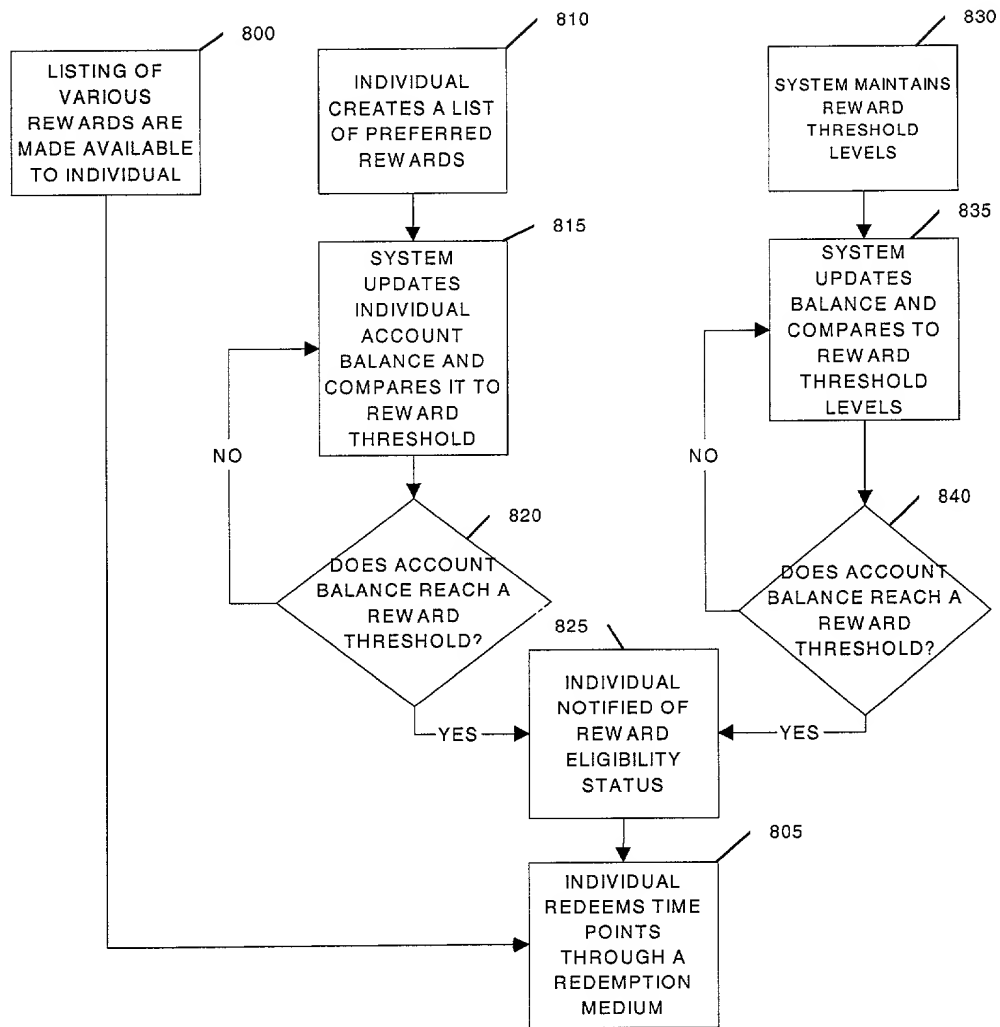 800
LISTING OF
VARIOUS
REWARDS ARE
MADE AVAILABLE
TO INDIVIDUAL
810
INDIVIDUAL
CREATES A LIST
OF PREFERRED
REWARDS
830
SYSTEM MAINTAINS
REWARD
THRESHOLD
LEVELS
815
SYSTEM
UPDATES
INDIVIDUAL
ACCOUNT
BALANCE AND
COMPARES IT TO
REWARD
THRESHOLD
835
SYSTEM
UPDATES
BALANCE AND
COMPARES TO
REWARD
THRESHOLD
LEVELS
NO
NO
820
DOES ACCOUNT
BALANCE REACH A
REWARD
THRESHOLD?
840
DOES ACCOUNT
BALANCE REACH A
REWARD
THRESHOLD?
YES
YES
825
INDIVIDUAL
NOTIFIED OF
REWARD
ELIGIBILITY
STATUS
805
INDIVIDUAL
REDEEMS TIME
POINTS
THROUGH A
REDEMPTION
MEDIUM